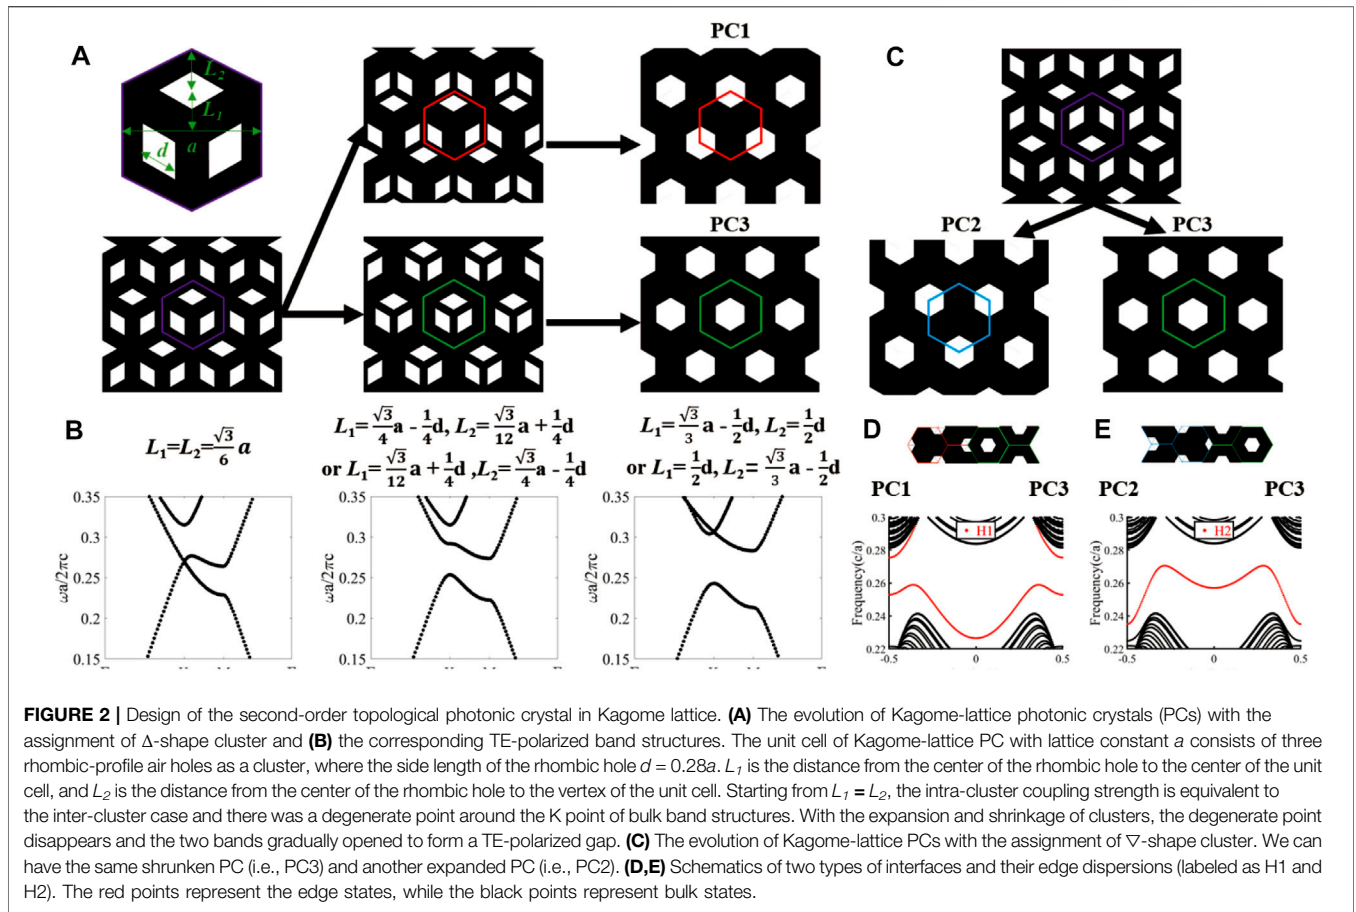 A
L2
L1
d
a
PC1
C
PC3
PC2
PC3
B
L1=L2=√3/6 a
L1=√3/4 a - 1/4 d, L2=√3/12 a + 1/4 d
or L1=√3/12 a + 1/4 d ,L2=√3/4 a - 1/4 d
L1=√3/3 a - 1/2 d, L2=1/2 d
or L1=1/2 d, L2= √3/3 a - 1/2 d
ωa/2πc
0.35
0.3
0.25
0.2
0.15
ωa/2πc
0.35
0.3
0.25
0.2
0.15
ωa/2πc
0.35
0.3
0.25
0.2
0.15
D
PC1
PC3
Frequency(c/a)
0.3
0.28
0.26
0.24
0.22
H1
-0.5
0
0.5
E
PC2
PC3
Frequency(c/a)
0.3
0.28
0.26
0.24
0.22
H2
-0.5
0
0.5
FIGURE 2 | Design of the second-order topological photonic crystal in Kagome lattice. (A) The evolution of Kagome-lattice photonic crystals (PCs) with the
assignment of Δ-shape cluster and (B) the corresponding TE-polarized band structures. The unit cell of Kagome-lattice PC with lattice constant a consists of three
rhombic-profile air holes as a cluster, where the side length of the rhombic hole d = 0.28a. L1 is the distance from the center of the rhombic hole to the center of the unit
cell, and L2 is the distance from the center of the rhombic hole to the vertex of the unit cell. Starting from L1 = L2, the intra-cluster coupling strength is equivalent to
the inter-cluster case and there was a degenerate point around the K point of bulk band structures. With the expansion and shrinkage of clusters, the degenerate point
disappears and the two bands gradually opened to form a TE-polarized gap. (C) The evolution of Kagome-lattice PCs with the assignment of ▽-shape cluster. We can
have the same shrunken PC (i.e., PC3) and another expanded PC (i.e., PC2). (D,E) Schematics of two types of interfaces and their edge dispersions (labeled as H1 and
H2). The red points represent the edge states, while the black points represent bulk states.